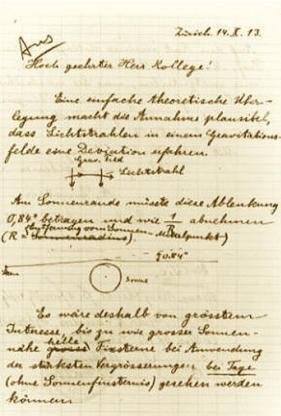 Zürich. 14. X. 13.
Hoch geehrter Herr Kollege!
Eine einfache theoretische Über-
legung macht die Annahme plausibel,
dass Lichtstrahlen in einem Gravitations-
felde eine Deviation erfahren.
Grav. Feld
Lichtstrahl
Am Sonnenrande müsste diese Ablenkung
0,84" betragen und wie 1/R abnehmen
(R = Sonnenradius) Entfernung vom Sonnen-Mittelpunkt)
0.84"
Sonne
Es wäre deshalb von grösstem
Interesse, bis zu wie grosser Sonnen-
nähe grosse helle Fixsterne bei Anwendung
der stärksten Vergrösserungen bei Tage
(ohne Sonnenfinsternis) gesehen werden
können.